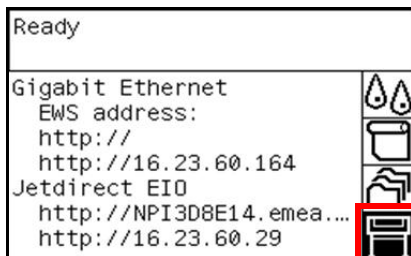 Ready
Gigabit Ethernet
EWS address:
http://
http://16.23.60.164
Jetdirect EIO
http://NPI3D8E14.emea....
http://16.23.60.29